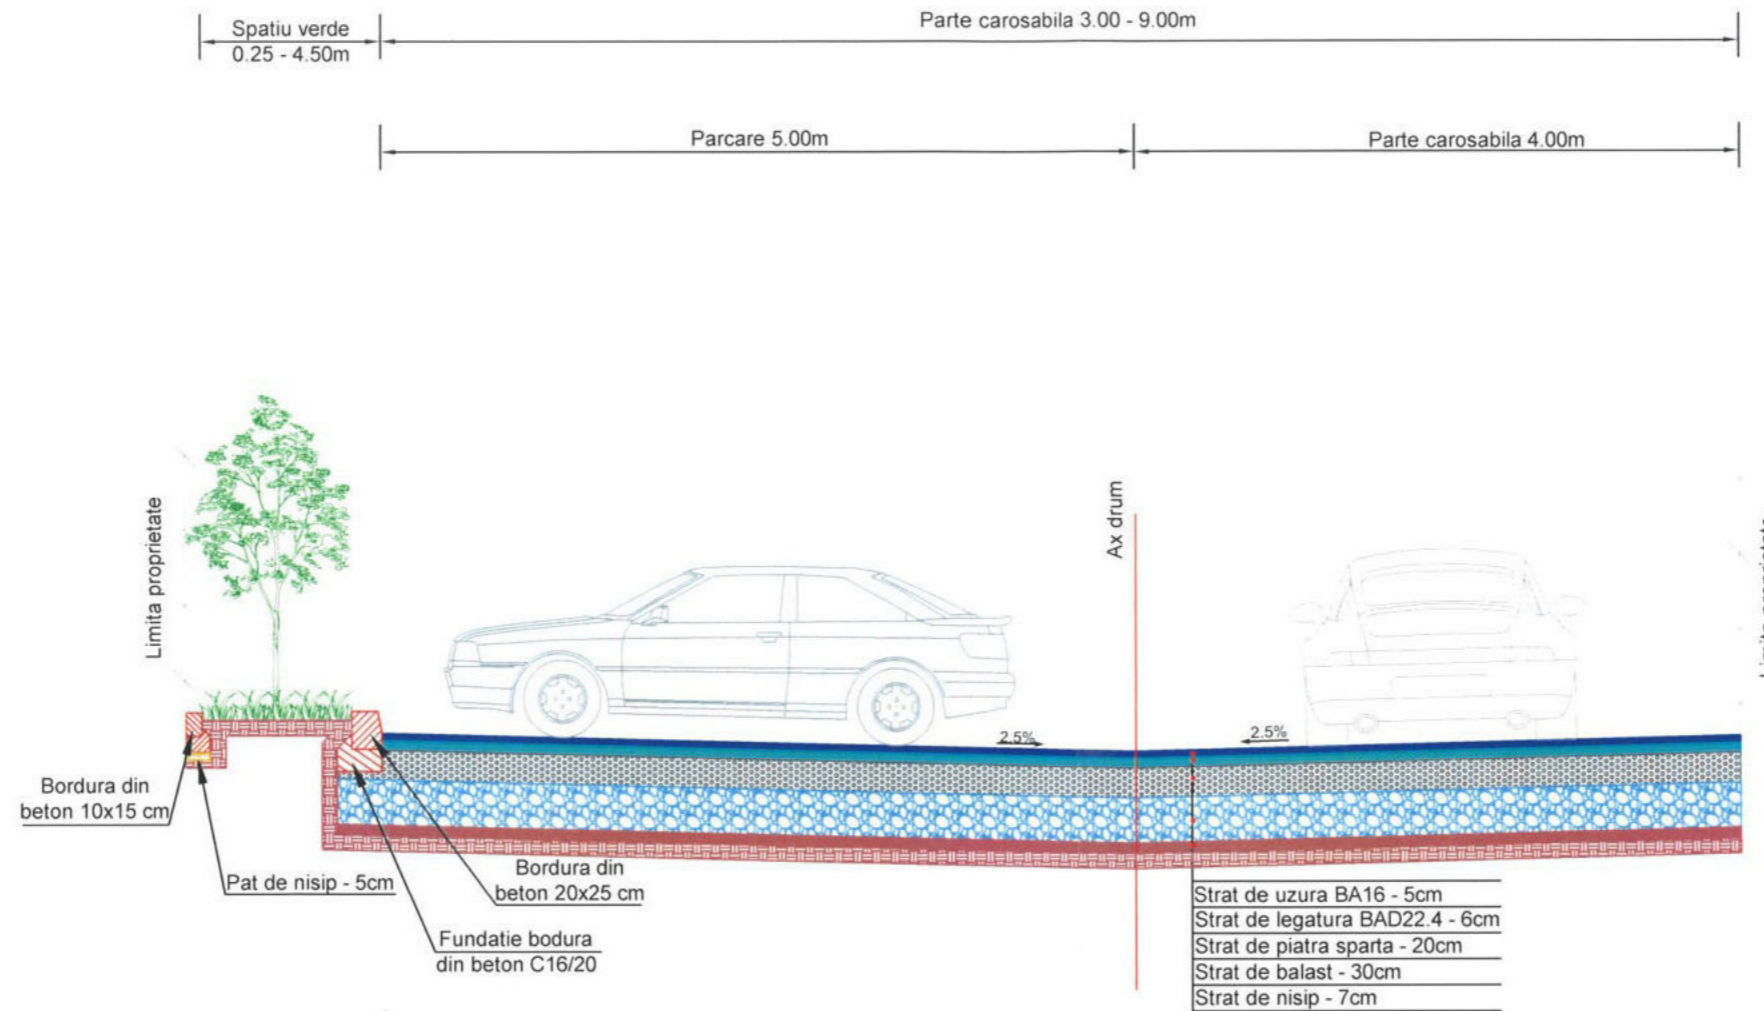 Spatiu verde
0.25 - 4.50m
Parte carosabila 3.00 - 9.00m
Parcare 5.00m
Parte carosabila 4.00m
Limita proprietate
Ax drum
2.5%
2.5%
Bordura din
beton 10x15 cm
Pat de nisip - 5cm
Bordura din
beton 20x25 cm
Fundatie bodura
din beton C16/20
Strat de uzura BA16 - 5cm
Strat de legatura BAD22.4 - 6cm
Strat de piatra sparta - 20cm
Strat de balast - 30cm
Strat de nisip - 7cm